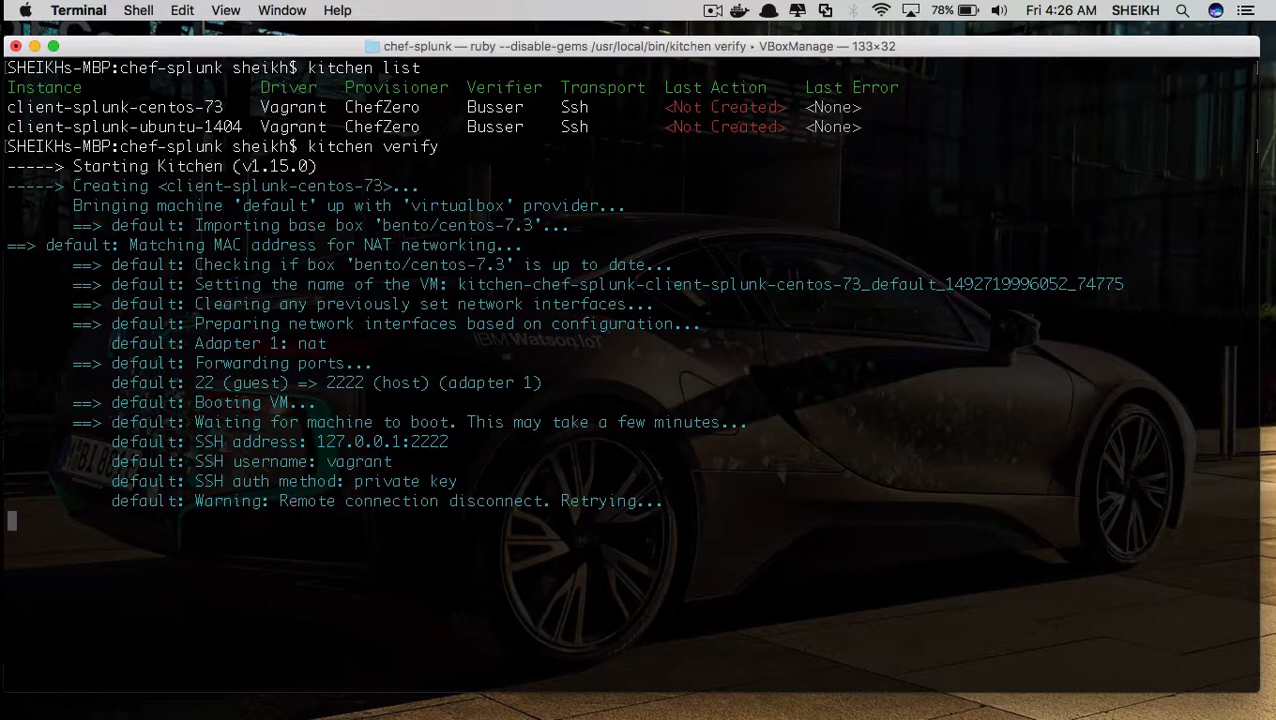 Terminal Shell Edit View Window Help 78% Fri 4:26 AM SHEIKH
chef-splunk — ruby --disable-gems /usr/local/bin/kitchen verify ▸ VBoxManage — 133×32
SHEIKHs-MBP:chef-splunk sheikh$ kitchen list
Instance Driver Provisioner Verifier Transport Last Action Last Error
client-splunk-centos-73 Vagrant ChefZero Busser Ssh <Not Created> <None>
client-splunk-ubuntu-1404 Vagrant ChefZero Busser Ssh <Not Created> <None>
SHEIKHs-MBP:chef-splunk sheikh$ kitchen verify
-----> Starting Kitchen (v1.15.0)
-----> Creating <client-splunk-centos-73>...
Bringing machine 'default' up with 'virtualbox' provider...
==> default: Importing base box 'bento/centos-7.3'...
==> default: Matching MAC address for NAT networking...
==> default: Checking if box 'bento/centos-7.3' is up to date...
==> default: Setting the name of the VM: kitchen-chef-splunk-client-splunk-centos-73_default_1492719996052_74775
==> default: Clearing any previously set network interfaces...
==> default: Preparing network interfaces based on configuration...
default: Adapter 1: nat
IBM Watson IoT
==> default: Forwarding ports...
default: 22 (guest) => 2222 (host) (adapter 1)
==> default: Booting VM...
==> default: Waiting for machine to boot. This may take a few minutes...
default: SSH address: 127.0.0.1:2222
default: SSH username: vagrant
default: SSH auth method: private key
default: Warning: Remote connection disconnect. Retrying...